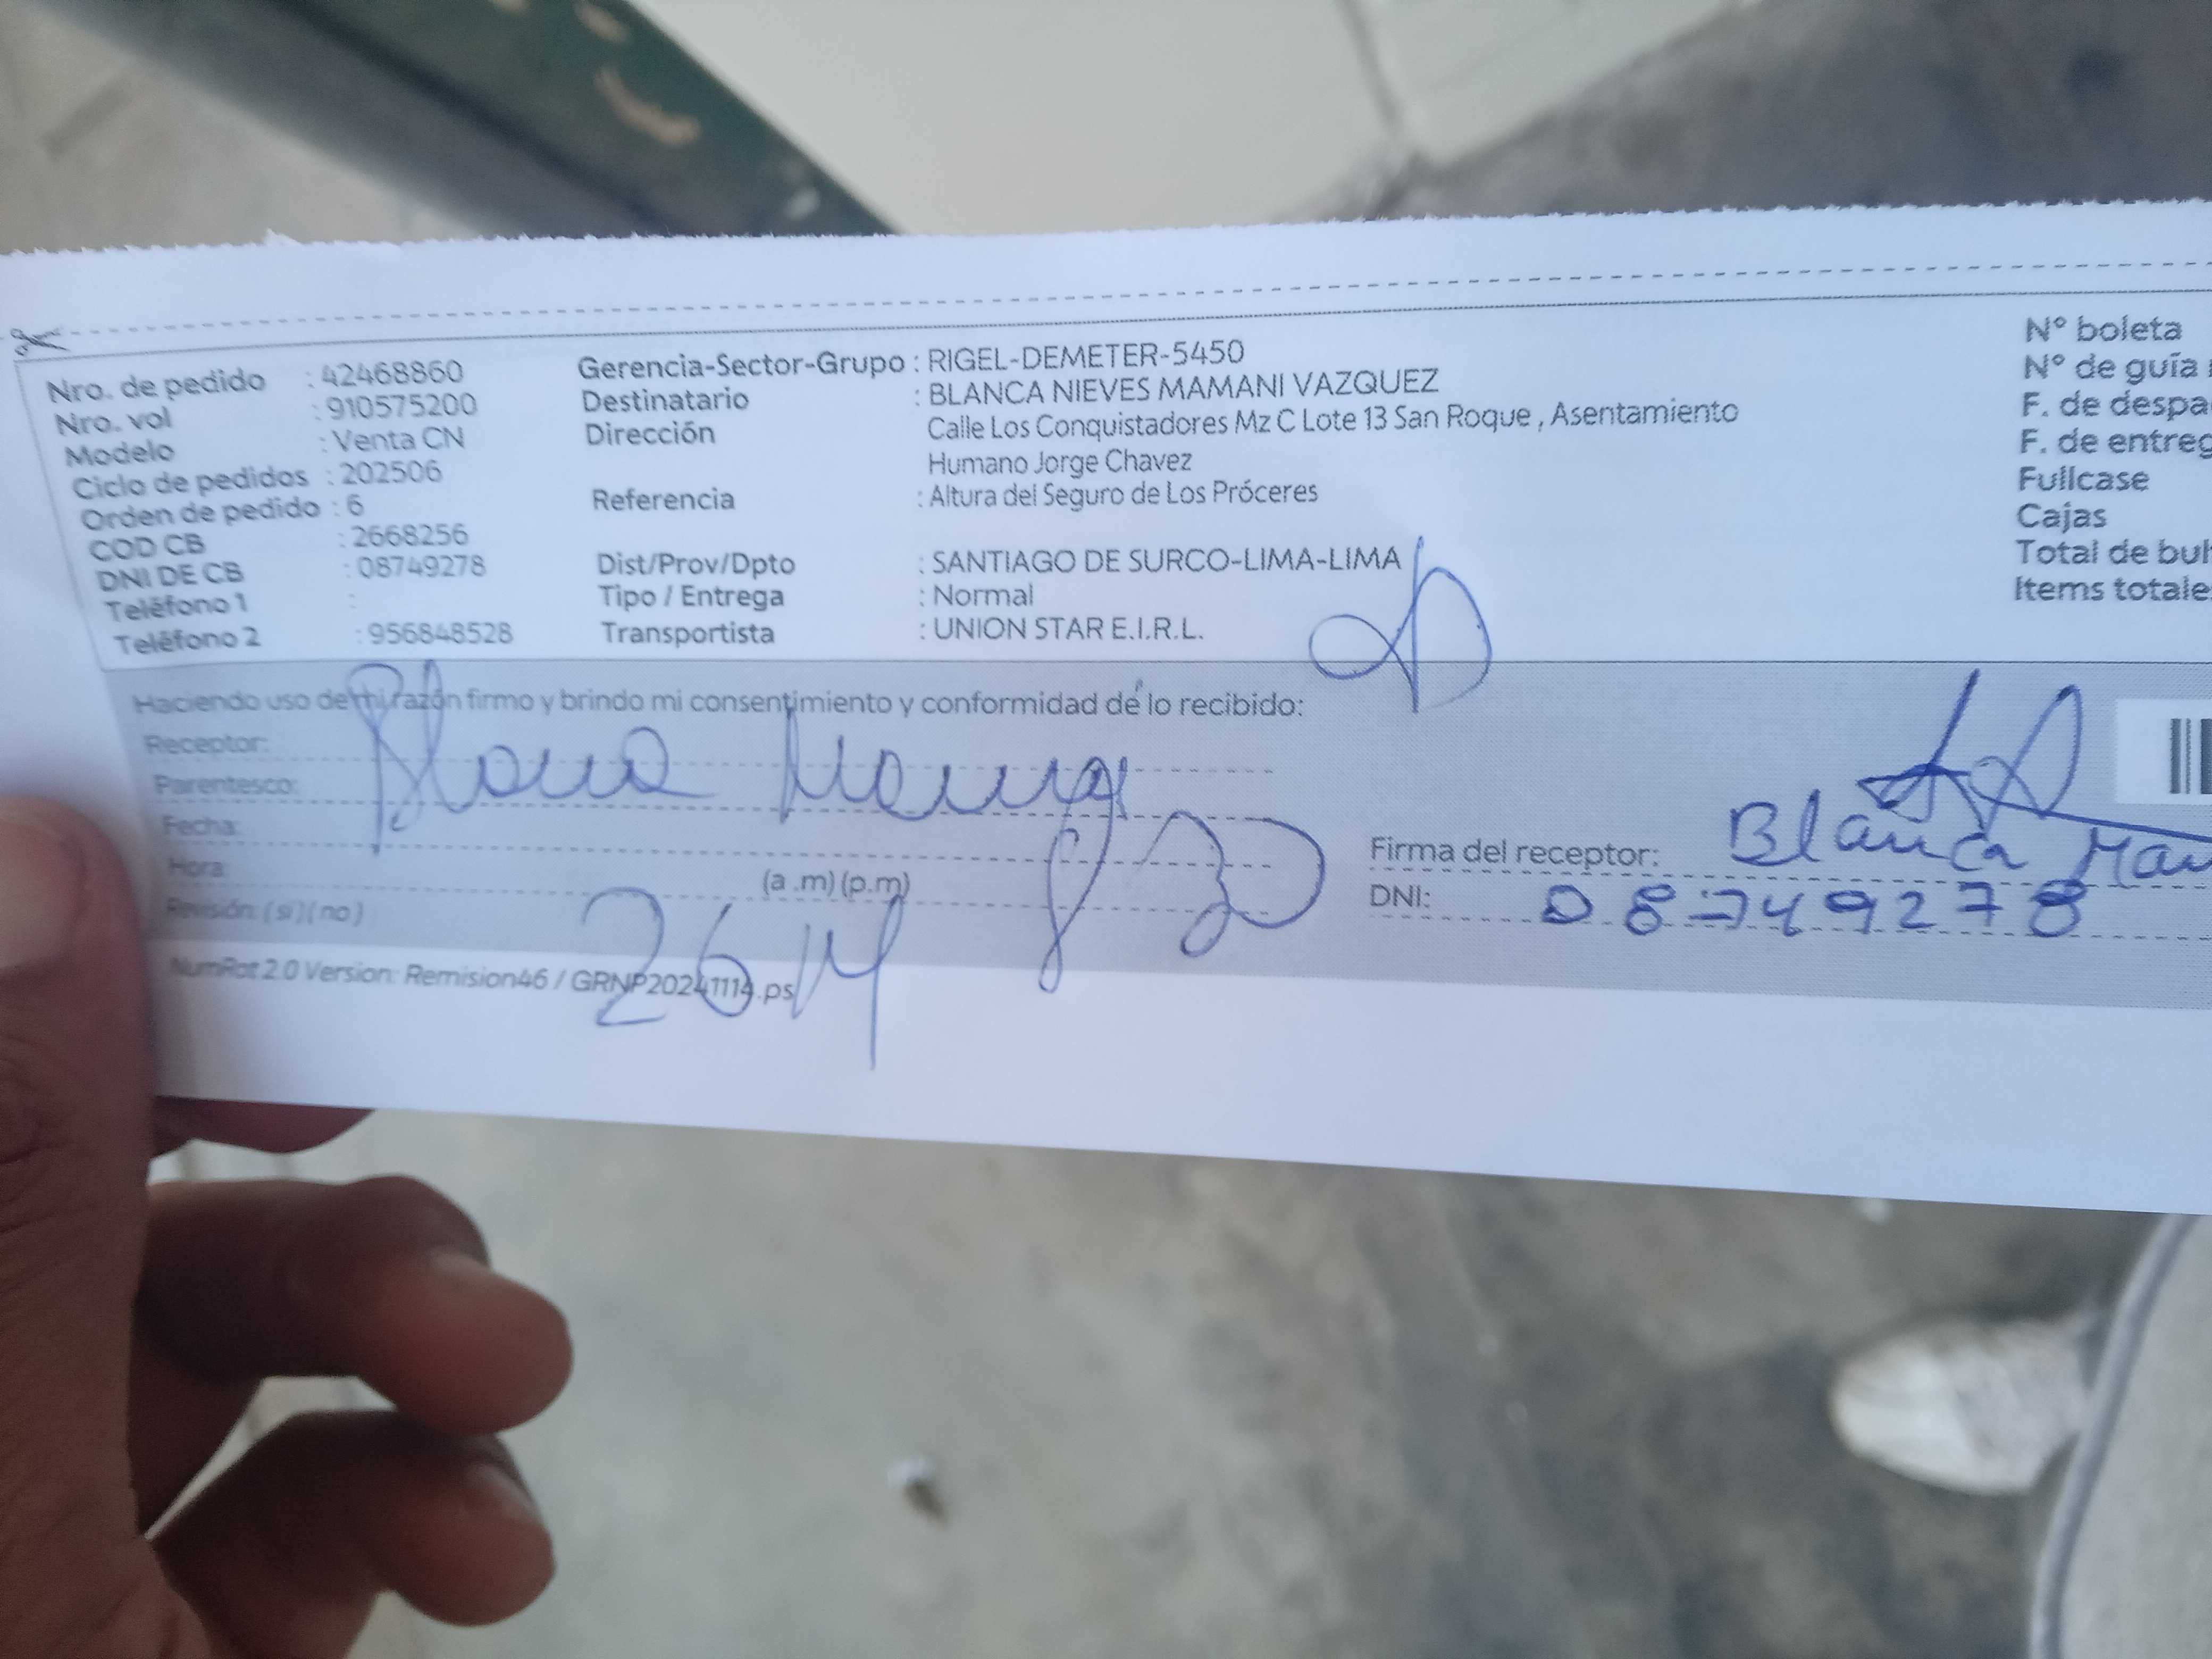 Nro. de pedido : 42468860
Nro. vol : 910575200
Modelo : Venta CN
Ciclo de pedidos : 202506
Orden de pedido : 6
COD CB : 2668256
DNI DE CB : 08749278
Teléfono 1 :
Teléfono 2 : 956848528
Gerencia-Sector-Grupo : RIGEL-DEMETER-5450
Destinatario : BLANCA NIEVES MAMANI VAZQUEZ
Dirección : Calle Los Conquistadores Mz C Lote 13 San Roque , Asentamiento
Humano Jorge Chavez
Referencia : Altura del Seguro de Los Próceres
Dist/Prov/Dpto : SANTIAGO DE SURCO-LIMA-LIMA
Tipo / Entrega : Normal
Transportista : UNION STAR E.I.R.L.
N° boleta
N° de guía
F. de despa
F. de entreg
Fullcase
Cajas
Total de bul
Items totale
Haciendo uso de mi razón firmo y brindo mi consentimiento y conformidad de lo recibido:
Receptor:
Parentesco:
Fecha:
Hora: (a .m) (p.m)
Revisión: ( si ) ( no )
26
Firma del receptor: Blanca Mam
DNI: 08749278
NumRot 2.0 Version: Remision46 / GRNP20241114.ps